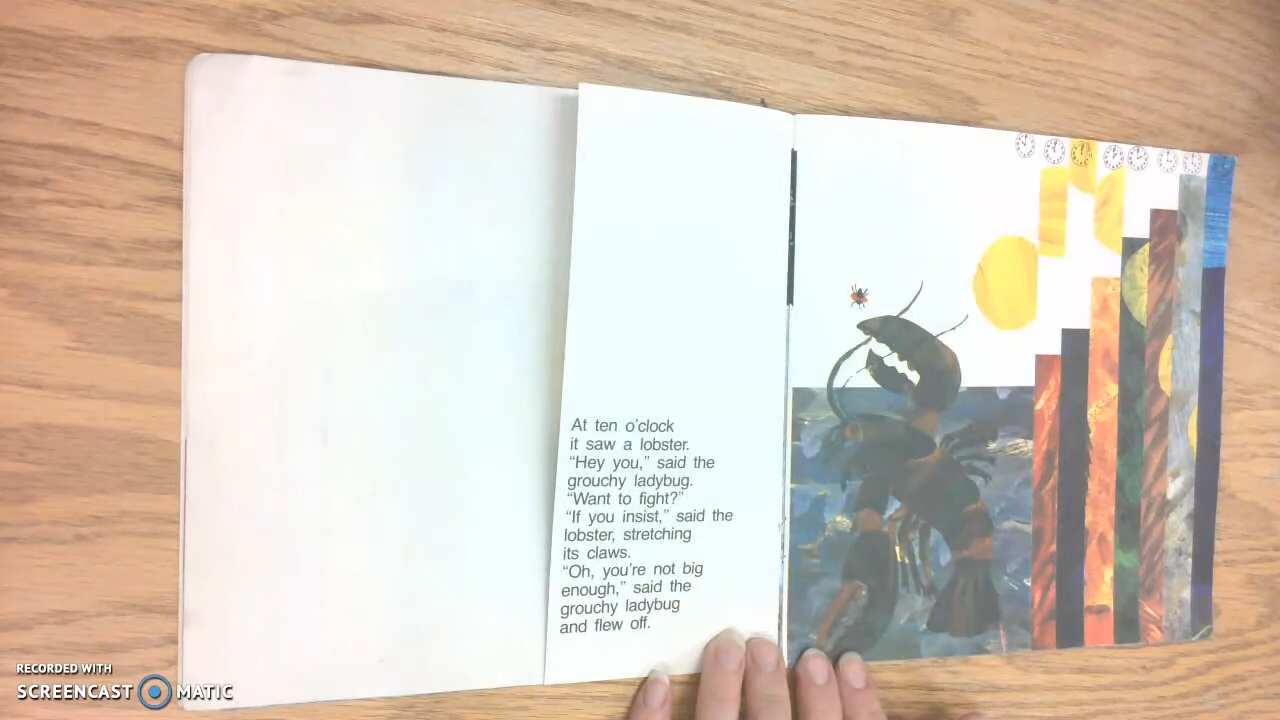 At ten o'clock
it saw a lobster.
"Hey you," said the
grouchy ladybug.
"Want to fight?"
"If you insist," said the
lobster, stretching
its claws.
"Oh, you're not big
enough," said the
grouchy ladybug
and flew off.
RECORDED WITH
SCREENCAST MATIC